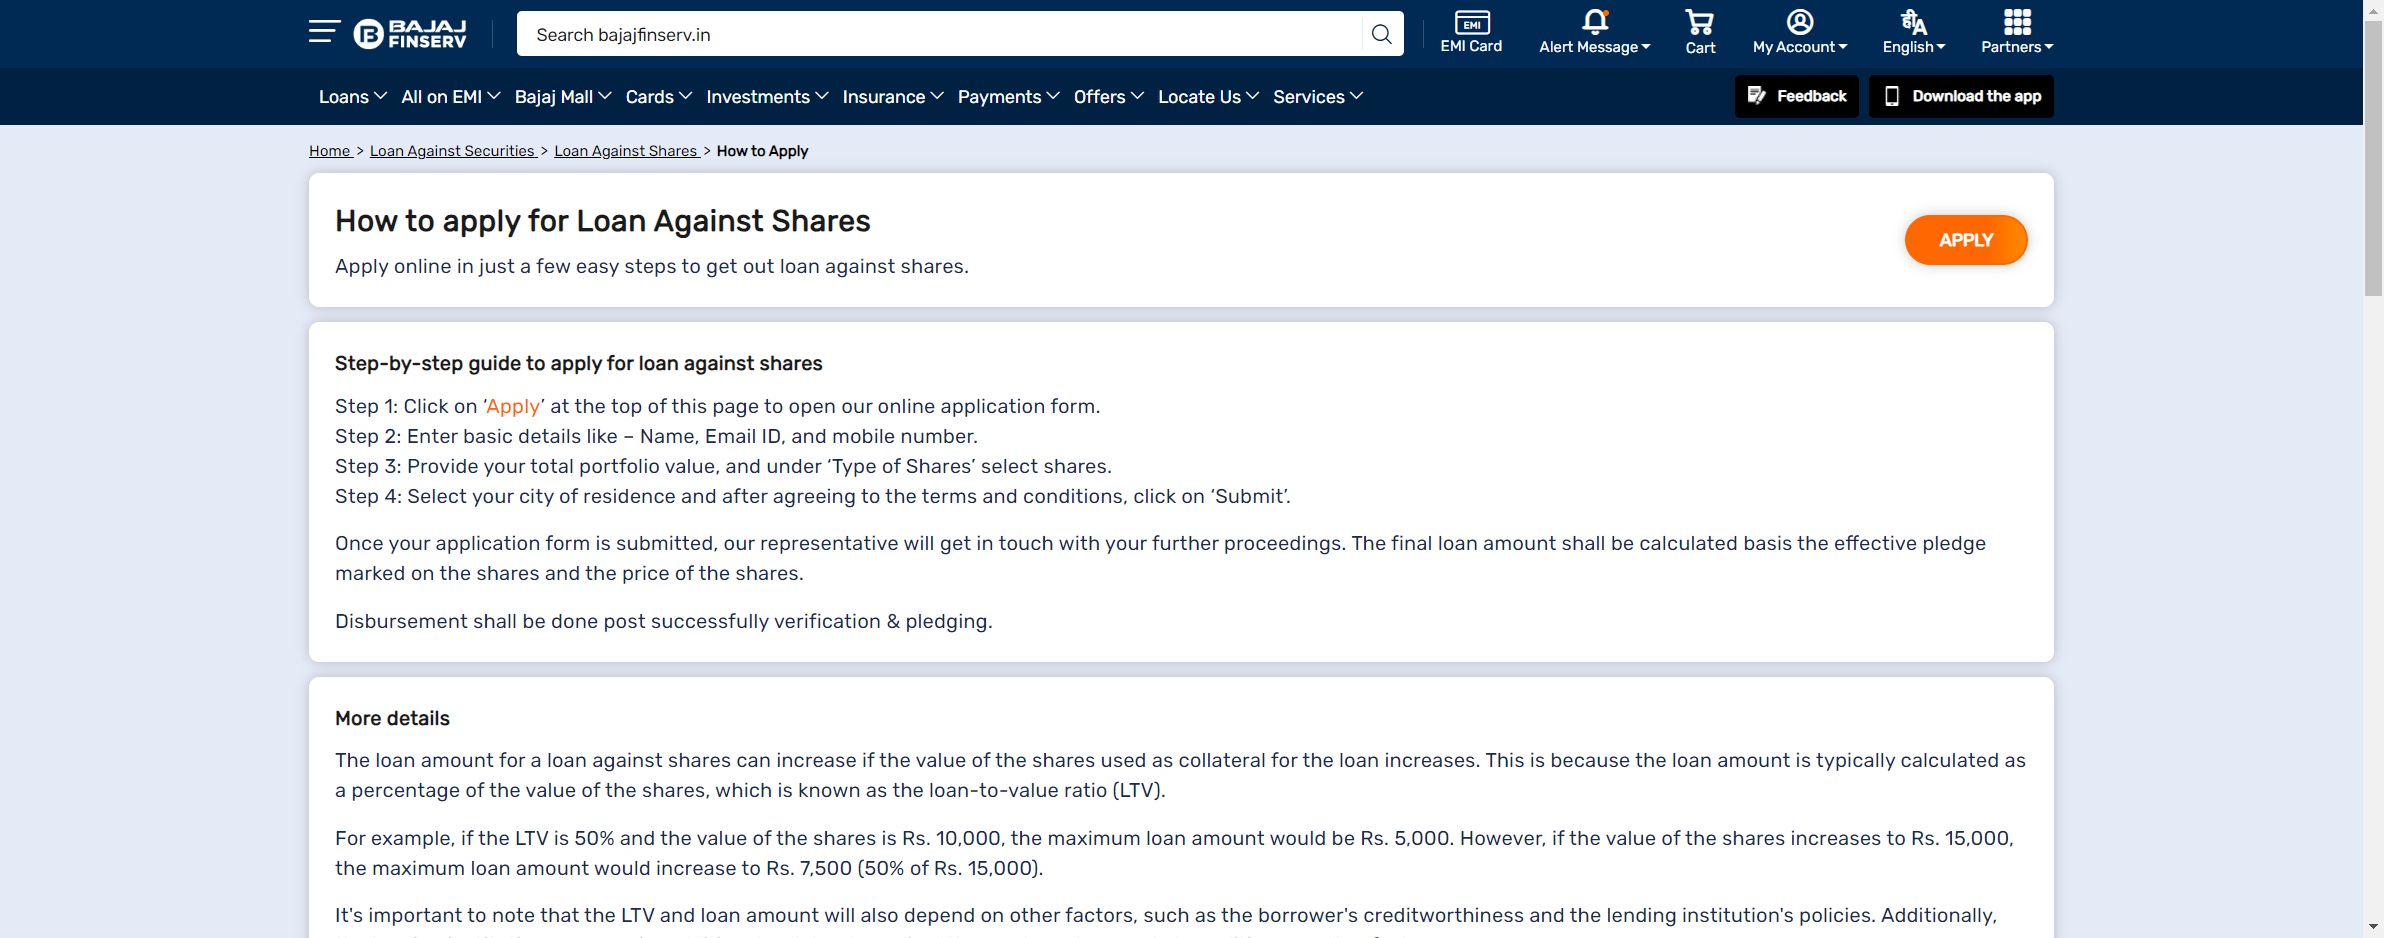 BAJAJ FINSERV
Search bajajfinserv.in
EMI
EMI Card
Alert Message
Cart
My Account
हीA
English
Partners
Loans All on EMI Bajaj Mall Cards Investments Insurance Payments Offers Locate Us Services
Feedback
Download the app
Home > Loan Against Securities > Loan Against Shares > How to Apply
How to apply for Loan Against Shares
Apply online in just a few easy steps to get out loan against shares.
APPLY
Step-by-step guide to apply for loan against shares
Step 1: Click on ‘Apply’ at the top of this page to open our online application form.
Step 2: Enter basic details like – Name, Email ID, and mobile number.
Step 3: Provide your total portfolio value, and under ‘Type of Shares’ select shares.
Step 4: Select your city of residence and after agreeing to the terms and conditions, click on ‘Submit’.
Once your application form is submitted, our representative will get in touch with your further proceedings. The final loan amount shall be calculated basis the effective pledge
marked on the shares and the price of the shares.
Disbursement shall be done post successfully verification & pledging.
More details
The loan amount for a loan against shares can increase if the value of the shares used as collateral for the loan increases. This is because the loan amount is typically calculated as
a percentage of the value of the shares, which is known as the loan-to-value ratio (LTV).
For example, if the LTV is 50% and the value of the shares is Rs. 10,000, the maximum loan amount would be Rs. 5,000. However, if the value of the shares increases to Rs. 15,000,
the maximum loan amount would increase to Rs. 7,500 (50% of Rs. 15,000).
It's important to note that the LTV and loan amount will also depend on other factors, such as the borrower's creditworthiness and the lending institution's policies. Additionally,